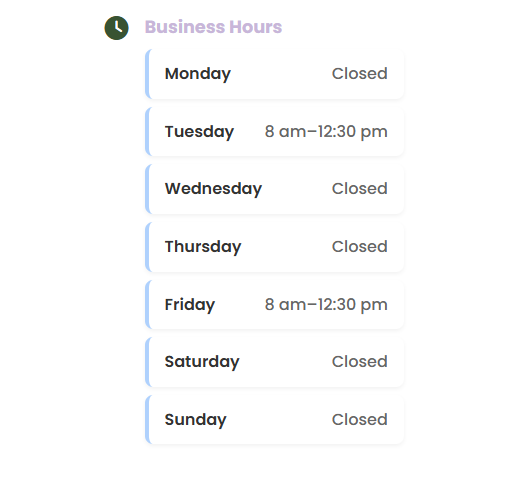 Business Hours
Monday Closed
Tuesday 8 am–12:30 pm
Wednesday Closed
Thursday Closed
Friday 8 am–12:30 pm
Saturday Closed
Sunday Closed